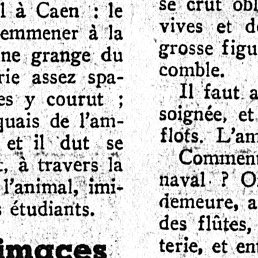 l à Caen : le
emmener à la
ne grange du
rie assez spa-
es y courut ;
quais de l'am-
et il dut se
, à travers la
l'animal, imi-
s étudiants.
images
se crut obl
vives et d
grosse figu
comble.
Il faut a
soignée, et
flots. L'am
Comment
naval ? O
demeure, a
des flûtes,
terie, et en